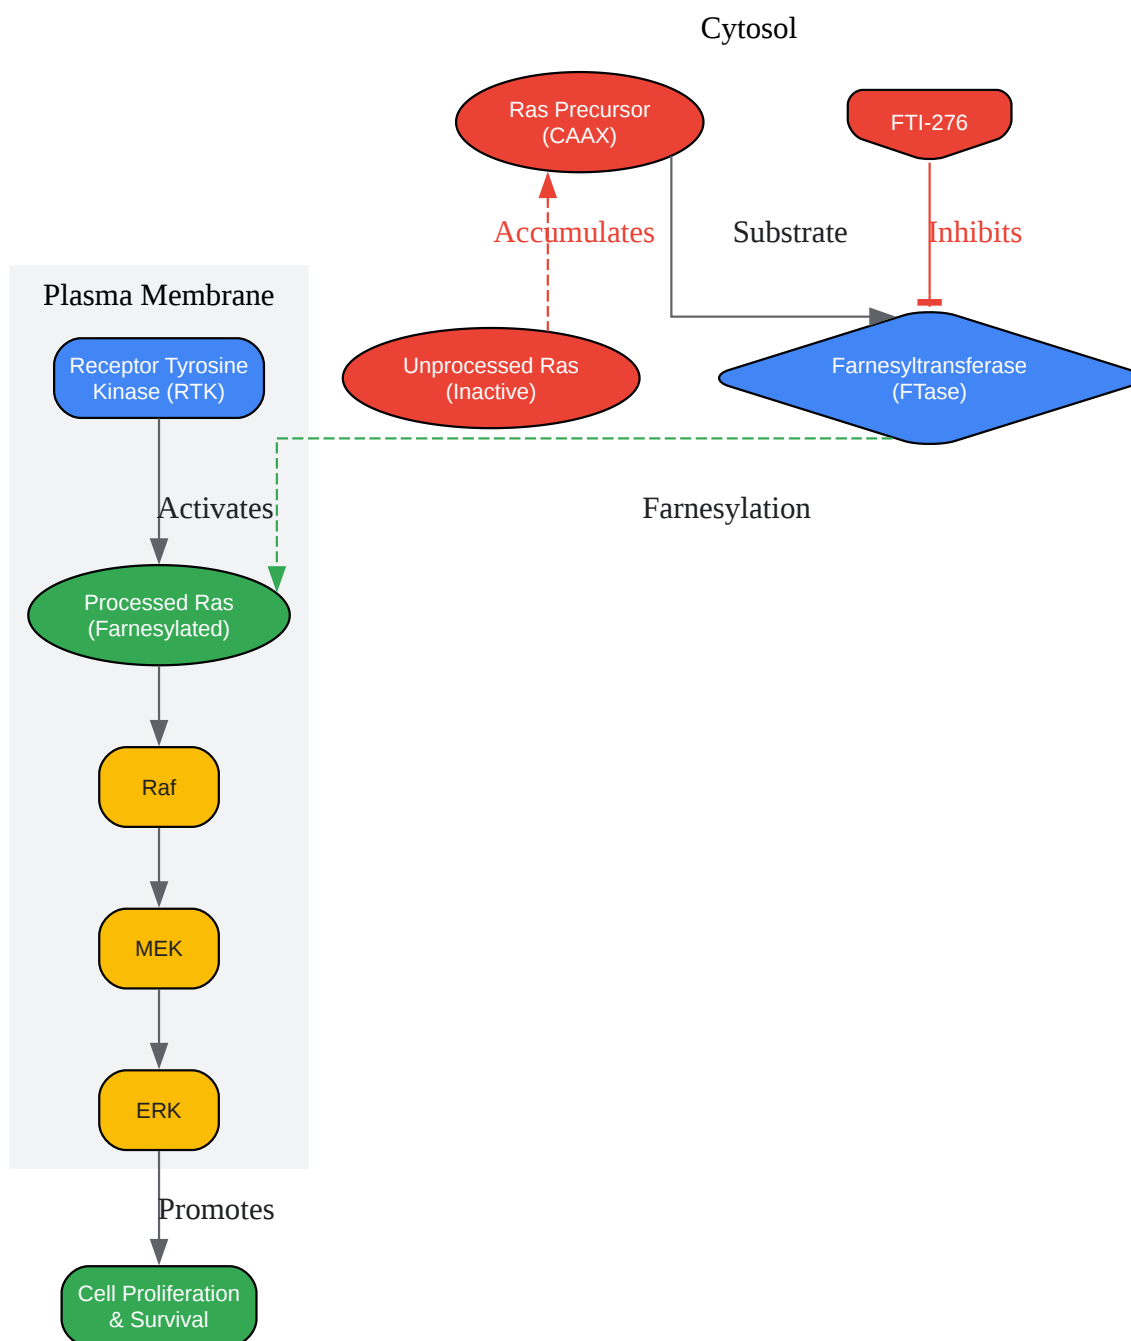 Cytosol
Ras Precursor
(CAAX)
FTI-276
Accumulates
Substrate
Inhibits
Plasma Membrane
Receptor Tyrosine
Kinase (RTK)
Unprocessed Ras
(Inactive)
Farnesyltransferase
(FTase)
Activates
Farnesylation
Processed Ras
(Farnesylated)
Raf
MEK
ERK
Promotes
Cell Proliferation
& Survival